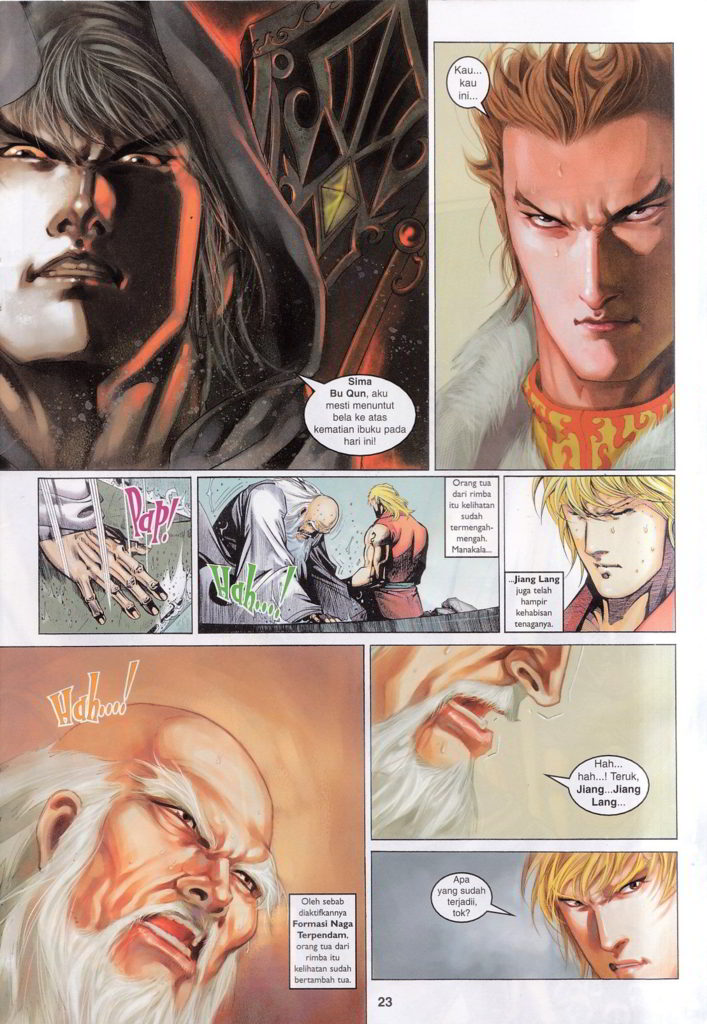 Kau...
kau
ini...
Sima
Bu Qun, aku
mesti menuntut
bela ke atas
kematian ibuku pada
hari ini!
Pap!
Hah....!
Orang tua
dari rimba
itu kelihatan
sudah
termengah-
mengah.
Manakala...
...Jiang Lang
juga telah
hampir
kehabisan
tenaganya.
Hah....!
Oleh sebab
diaktifkannya
Formasi Naga
Terpendam,
orang tua dari
rimba itu
kelihatan sudah
bertambah tua.
Hah...
hah...! Teruk,
Jiang...Jiang
Lang...
Apa
yang sudah
terjadii,
tok?
23